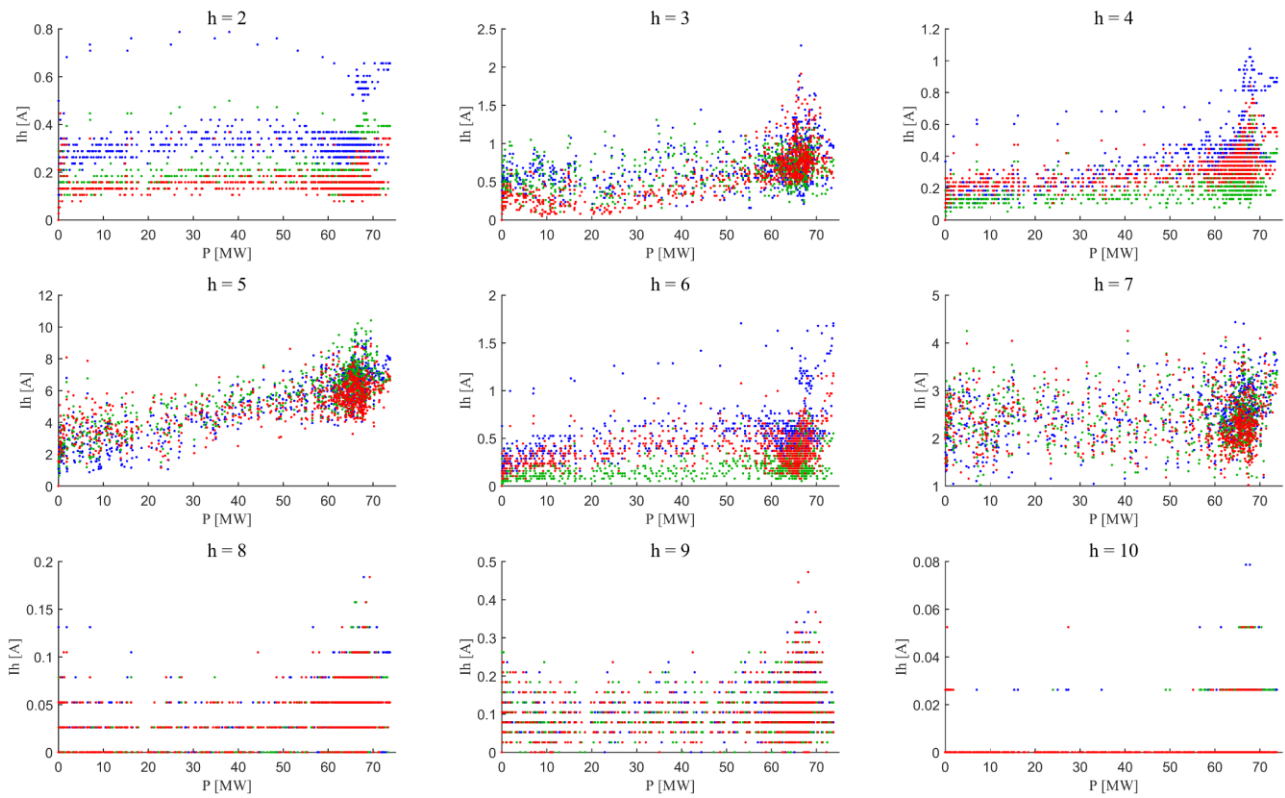 h = 2
h = 3
h = 4
Ih [A]
0.8
0.6
0.4
0.2
0
0 10 20 30 40 50 60 70
P [MW]
Ih [A]
2.5
2
1.5
1
0.5
0
0 10 20 30 40 50 60 70
P [MW]
Ih [A]
1.2
1
0.8
0.6
0.4
0.2
0
0 10 20 30 40 50 60 70
P [MW]
h = 5
h = 6
h = 7
Ih [A]
12
10
8
6
4
2
0
0 10 20 30 40 50 60 70
P [MW]
Ih [A]
2
1.5
1
0.5
0
0 10 20 30 40 50 60 70
P [MW]
Ih [A]
5
4
3
2
1
0 10 20 30 40 50 60 70
P [MW]
h = 8
h = 9
h = 10
Ih [A]
0.2
0.15
0.1
0.05
0
0 10 20 30 40 50 60 70
P [MW]
Ih [A]
0.5
0.4
0.3
0.2
0.1
0
0 10 20 30 40 50 60 70
P [MW]
Ih [A]
0.08
0.06
0.04
0.02
0
0 10 20 30 40 50 60 70
P [MW]